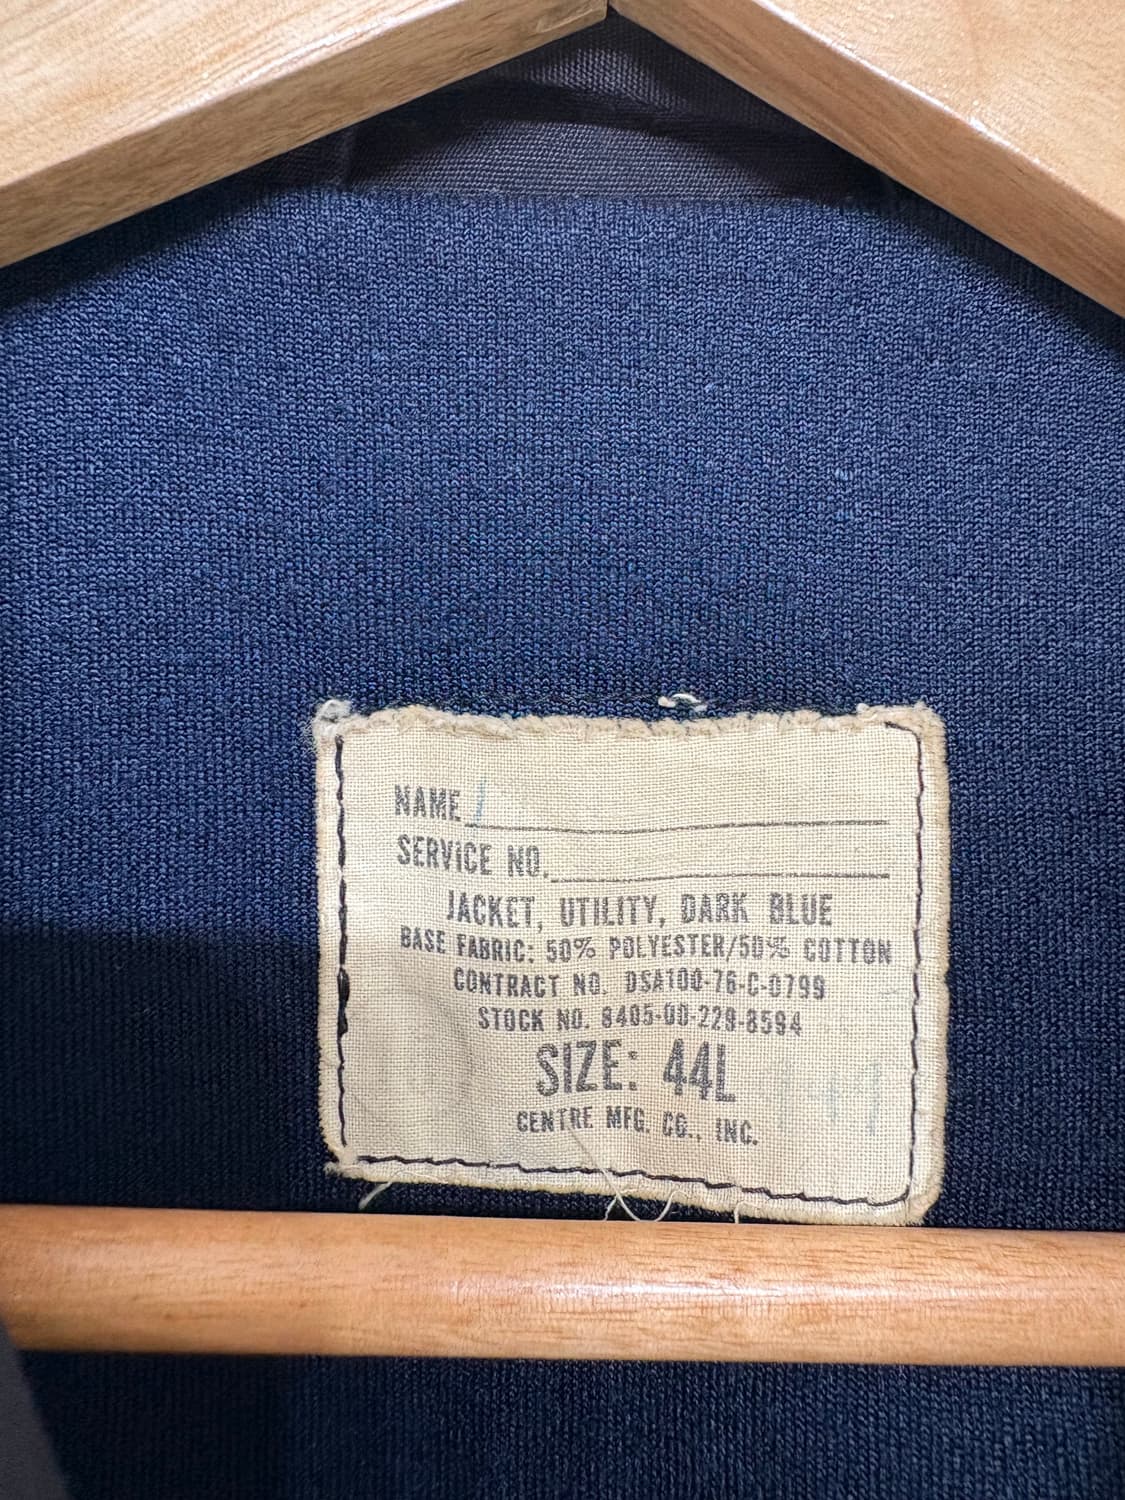 NAME
SERVICE NO.
JACKET, UTILITY, DARK BLUE
BASE FABRIC: 50% POLYESTER/50% COTTON
CONTRACT NO. DSA100-76-C-0799
STOCK NO. 8405-00-229-8594
SIZE: 44L
CENTRE MFG. CO., INC.